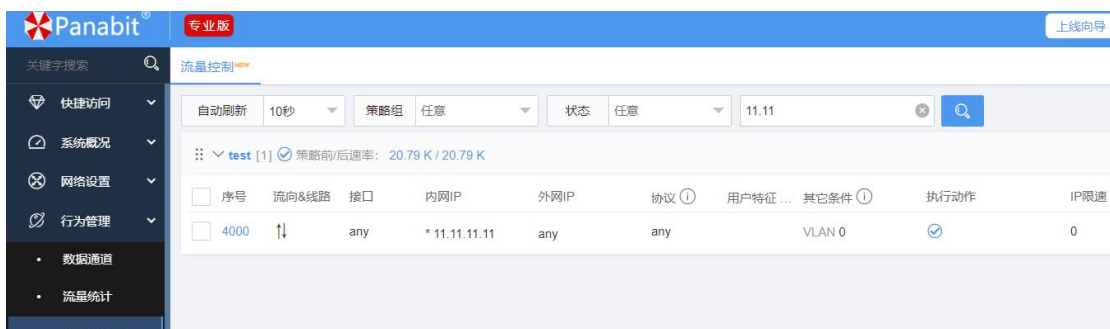 Panabit® 专业版 上线向导
关键字搜索 流量控制NEW
快捷访问
自动刷新 10秒 策略组 任意 状态 任意 11.11
系统概况
test [1] 策略前/后速率: 20.79 K / 20.79 K
网络设置
序号 流向&线路 接口 内网IP 外网IP 协议 用户特征 ... 其它条件 执行动作 IP限速
行为管理
4000 any * 11.11.11.11 any any VLAN 0 0
数据通道
流量统计